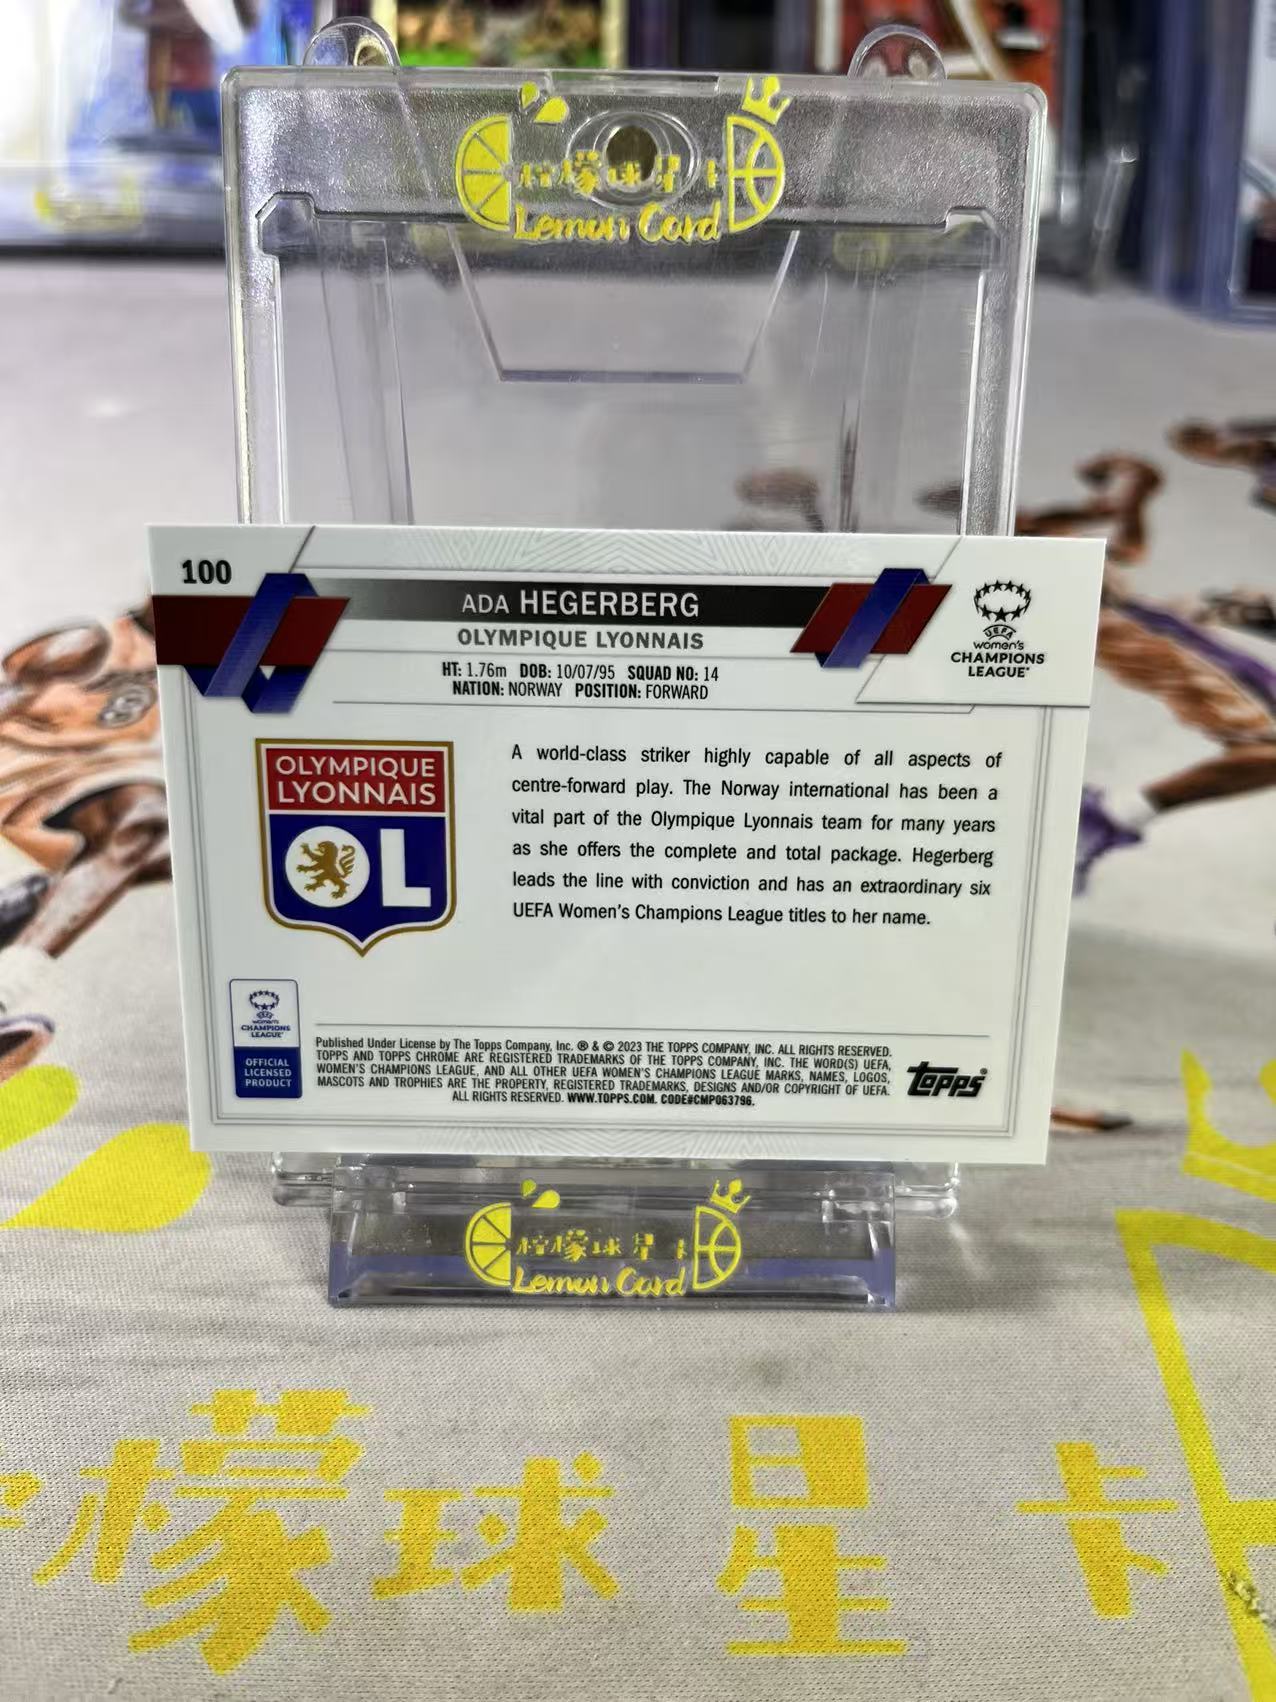 柠檬球星卡
Lemon Card
100
ADA HEGERBERG
OLYMPIQUE LYONNAIS
HT: 1.76m DOB: 10/07/95 SQUAD NO: 14
NATION: NORWAY POSITION: FORWARD
UEFA
women's
CHAMPIONS
LEAGUE
OLYMPIQUE
LYONNAIS
OL
A world-class striker highly capable of all aspects of
centre-forward play. The Norway international has been a
vital part of the Olympique Lyonnais team for many years
as she offers the complete and total package. Hegerberg
leads the line with conviction and has an extraordinary six
UEFA Women's Champions League titles to her name.
UEFA
women's
CHAMPIONS
LEAGUE
OFFICIAL
LICENSED
PRODUCT
Published Under License by The Topps Company, Inc. ® & © 2023 THE TOPPS COMPANY, INC. ALL RIGHTS RESERVED.
TOPPS AND TOPPS CHROME ARE REGISTERED TRADEMARKS OF THE TOPPS COMPANY, INC. THE WORD(S) UEFA,
WOMEN'S CHAMPIONS LEAGUE, AND ALL OTHER UEFA WOMEN'S CHAMPIONS LEAGUE MARKS, NAMES, LOGOS,
MASCOTS AND TROPHIES ARE THE PROPERTY, REGISTERED TRADEMARKS, DESIGNS AND/OR COPYRIGHT OF UEFA.
ALL RIGHTS RESERVED. WWW.TOPPS.COM. CODE#CMP063796.
topps®
柠檬球星卡
Lemon Card
檬球星卡